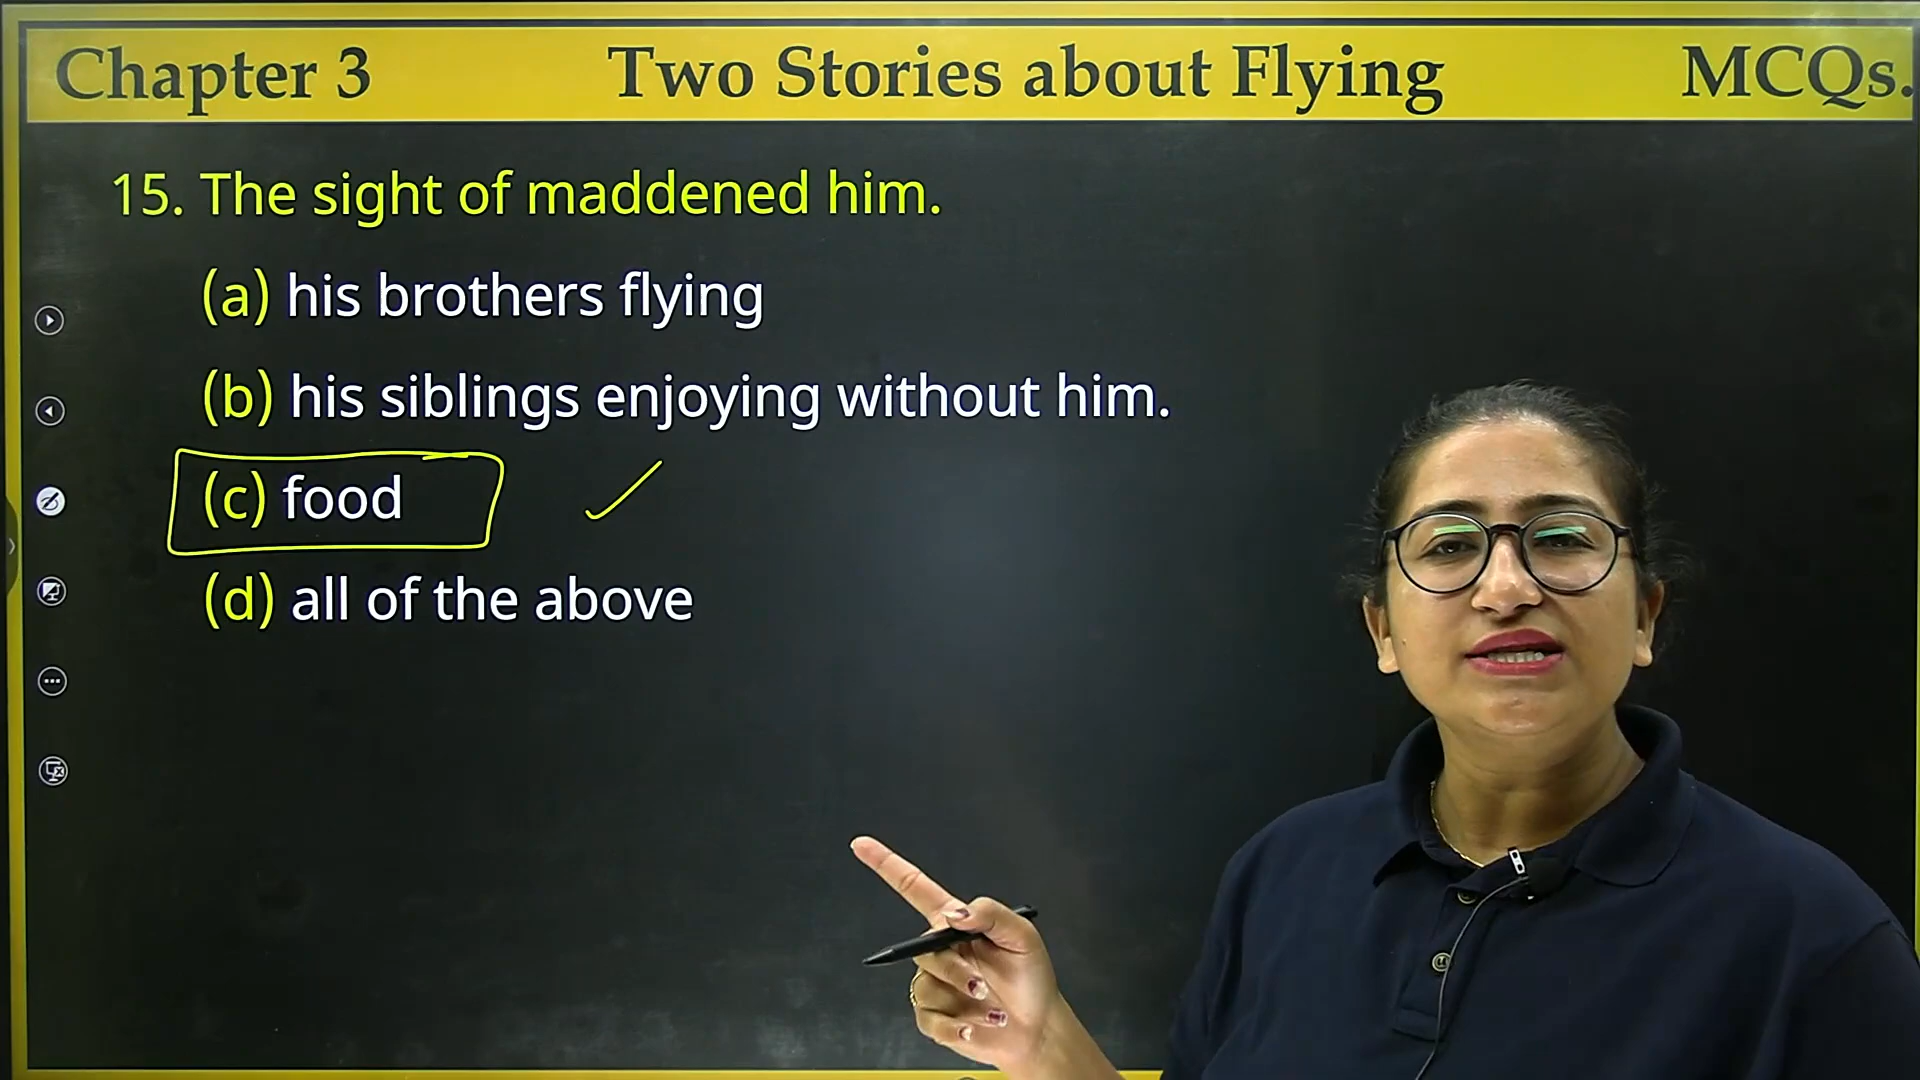 Chapter 3 Two Stories about Flying MCQs.
15. The sight of maddened him.
(a) his brothers flying
(b) his siblings enjoying without him.
(c) food
(d) all of the above